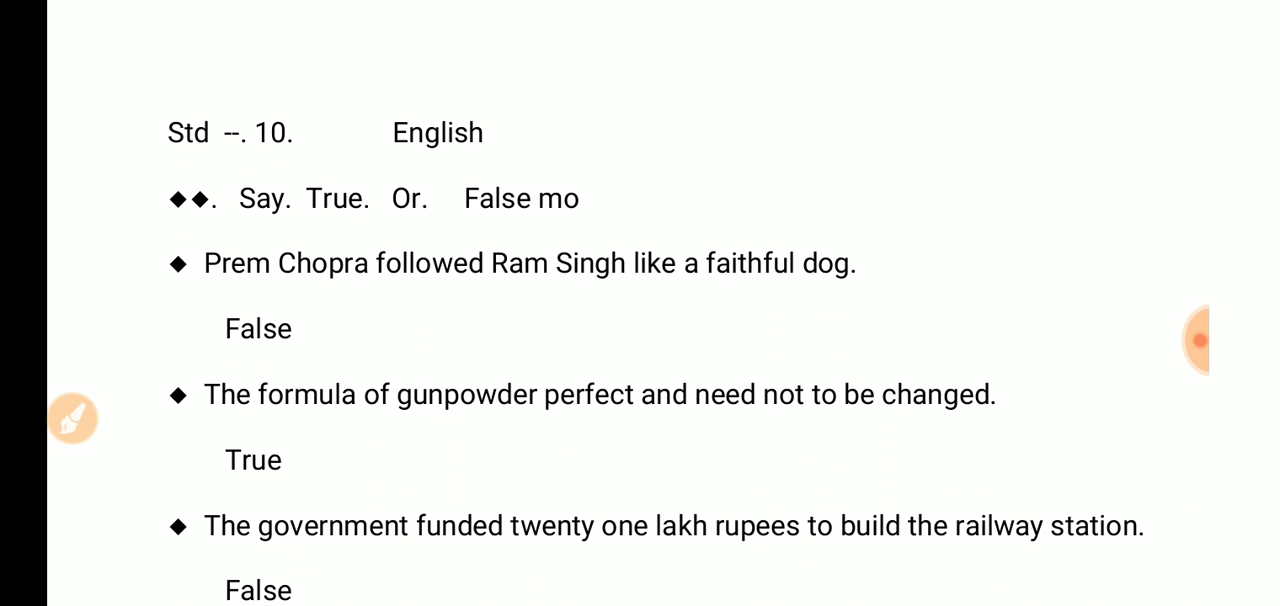 Std --. 10. English
◆◆. Say. True. Or. False mo
◆ Prem Chopra followed Ram Singh like a faithful dog.
False
◆ The formula of gunpowder perfect and need not to be changed.
True
◆ The government funded twenty one lakh rupees to build the railway station.
False